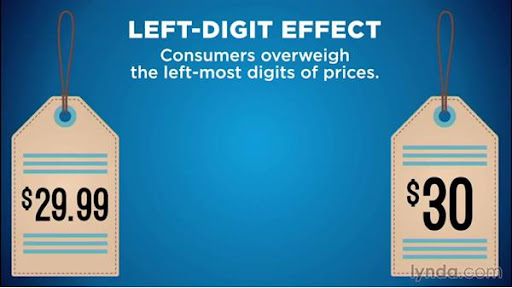 LEFT-DIGIT EFFECT
Consumers overweigh
the left-most digits of prices.
$29.99
$30
lynda.com